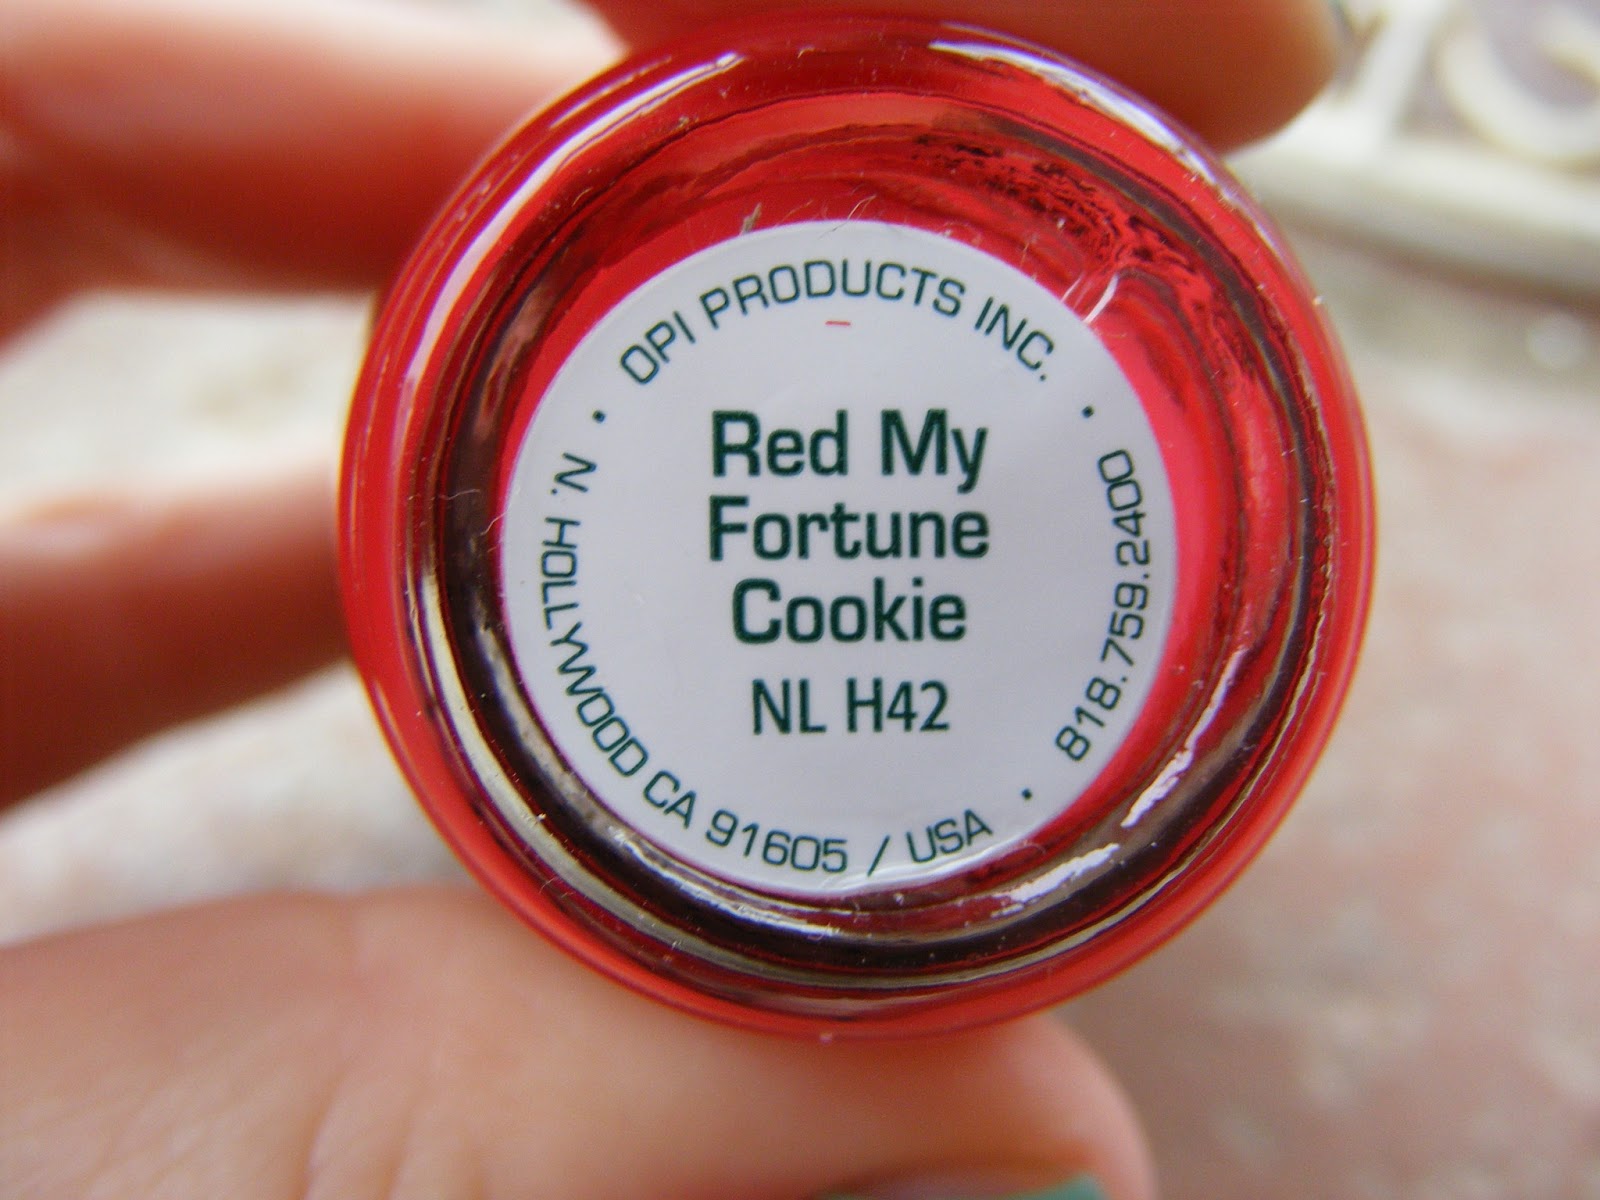 OPI PRODUCTS INC.
Red My
Fortune
Cookie
NL H42
N. HOLLYWOOD CA 91605 / USA
818.759.2400